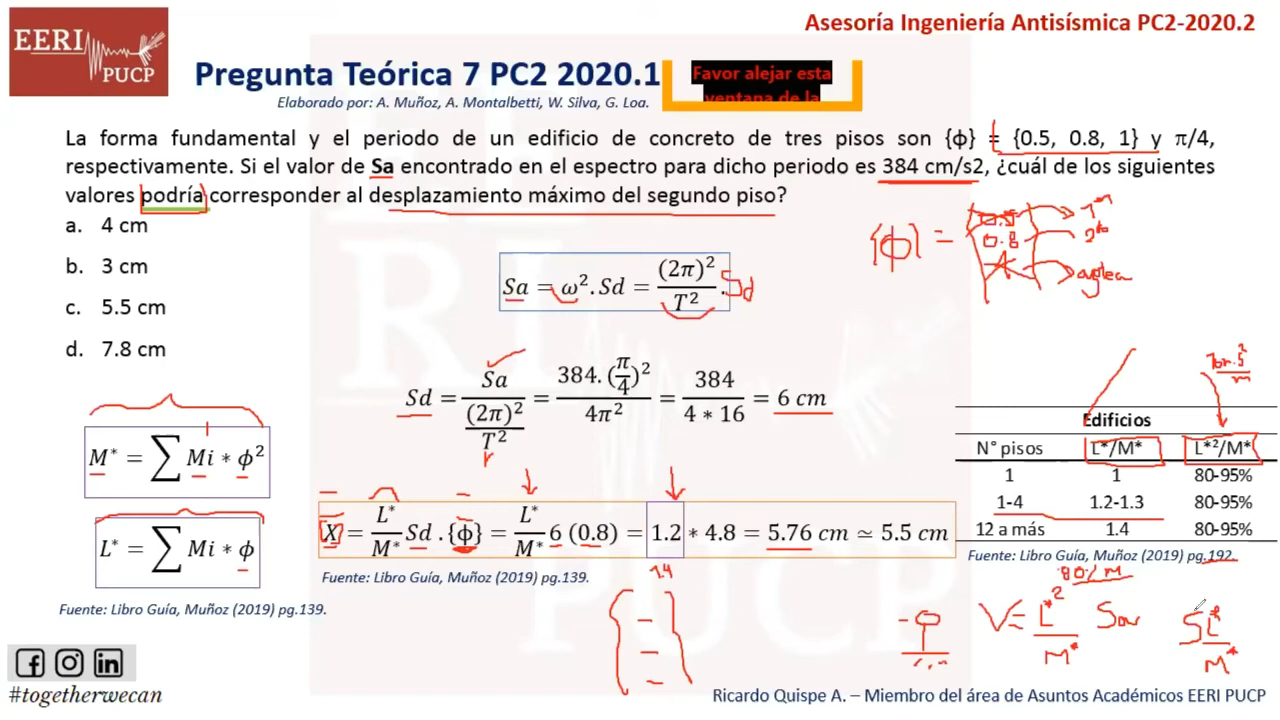 EERI
PUCP
Asesoría Ingeniería Antisísmica PC2-2020.2
Pregunta Teórica 7 PC2 2020.1
Favor alejar esta
ventana de la
Elaborado por: A. Muñoz, A. Montalbetti, W. Silva, G. Loa.
La forma fundamental y el periodo de un edificio de concreto de tres pisos son {ϕ} = {0.5, 0.8, 1} y π/4,
respectivamente. Si el valor de Sa encontrado en el espectro para dicho periodo es 384 cm/s2, ¿cuál de los siguientes
valores podría corresponder al desplazamiento máximo del segundo piso?
a. 4 cm
b. 3 cm
c. 5.5 cm
d. 7.8 cm
{ϕ} =
0.5
0.8
1
Sa = ω². Sd = (2π)²/T² . Sd
Sd = Sa/((2π)²/T²) = 384.(π/4)²/4π² = 384/(4 * 16) = 6 cm
M* = ∑ Mi * ϕ²
L* = ∑ Mi * ϕ
Fuente: Libro Guía, Muñoz (2019) pg.139.
X = L*/M* Sd .{ϕ} = L*/M* 6 (0.8) = 1.2 * 4.8 = 5.76 cm ≃ 5.5 cm
Fuente: Libro Guía, Muñoz (2019) pg.139.
1.4
Edificios
N° pisos L*/M* L*²/M*
1 1 80-95%
1-4 1.2-1.3 80-95%
12 a más 1.4 80-95%
Fuente: Libro Guía, Muñoz (2019) pg.192.
80% M
V = L*²/M* Sa
L*/M*
#togetherwecan
Ricardo Quispe A. – Miembro del área de Asuntos Académicos EERI PUCP